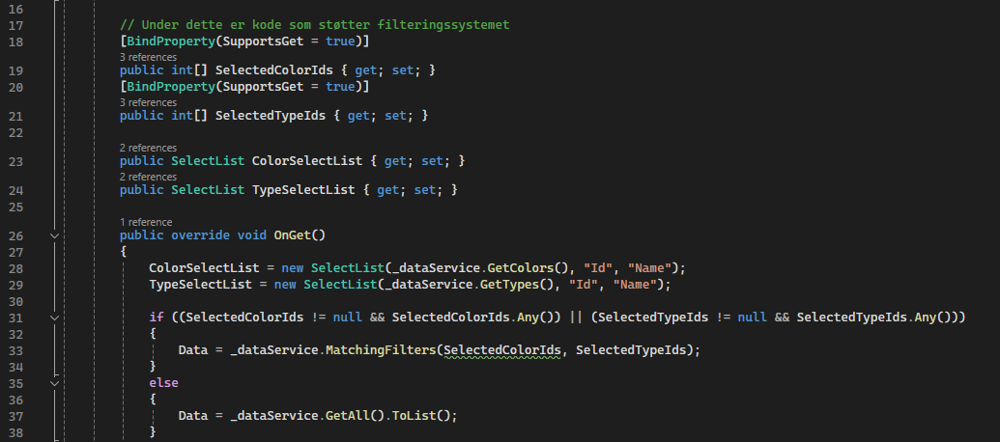 16
17 // Under dette er kode som støtter filteringssystemet
18 [BindProperty(SupportsGet = true)]
3 references
19 public int[] SelectedColorIds { get; set; }
20 [BindProperty(SupportsGet = true)]
3 references
21 public int[] SelectedTypeIds { get; set; }
22
2 references
23 public SelectList ColorSelectList { get; set; }
2 references
24 public SelectList TypeSelectList { get; set; }
25
1 reference
26 public override void OnGet()
27 {
28 ColorSelectList = new SelectList(_dataService.GetColors(), "Id", "Name");
29 TypeSelectList = new SelectList(_dataService.GetTypes(), "Id", "Name");
30
31 if ((SelectedColorIds != null && SelectedColorIds.Any()) || (SelectedTypeIds != null && SelectedTypeIds.Any()))
32 {
33 Data = _dataService.MatchingFilters(SelectedColorIds, SelectedTypeIds);
34 }
35 else
36 {
37 Data = _dataService.GetAll().ToList();
38 }